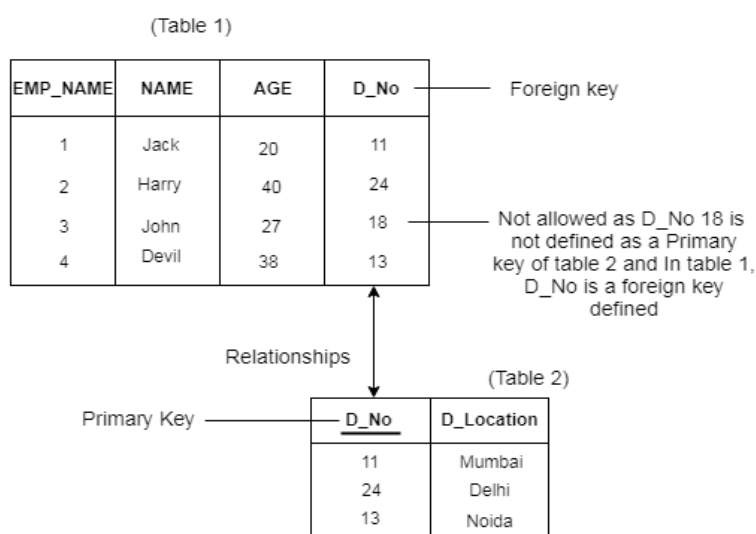 (Table 1)
EMP_NAME NAME AGE D_No Foreign key
1 Jack 20 11
2 Harry 40 24
3 John 27 18
4 Devil 38 13
Not allowed as D_No 18 is
not defined as a Primary
key of table 2 and In table 1,
D_No is a foreign key
defined
Relationships
(Table 2)
Primary Key D_No D_Location
11 Mumbai
24 Delhi
13 Noida